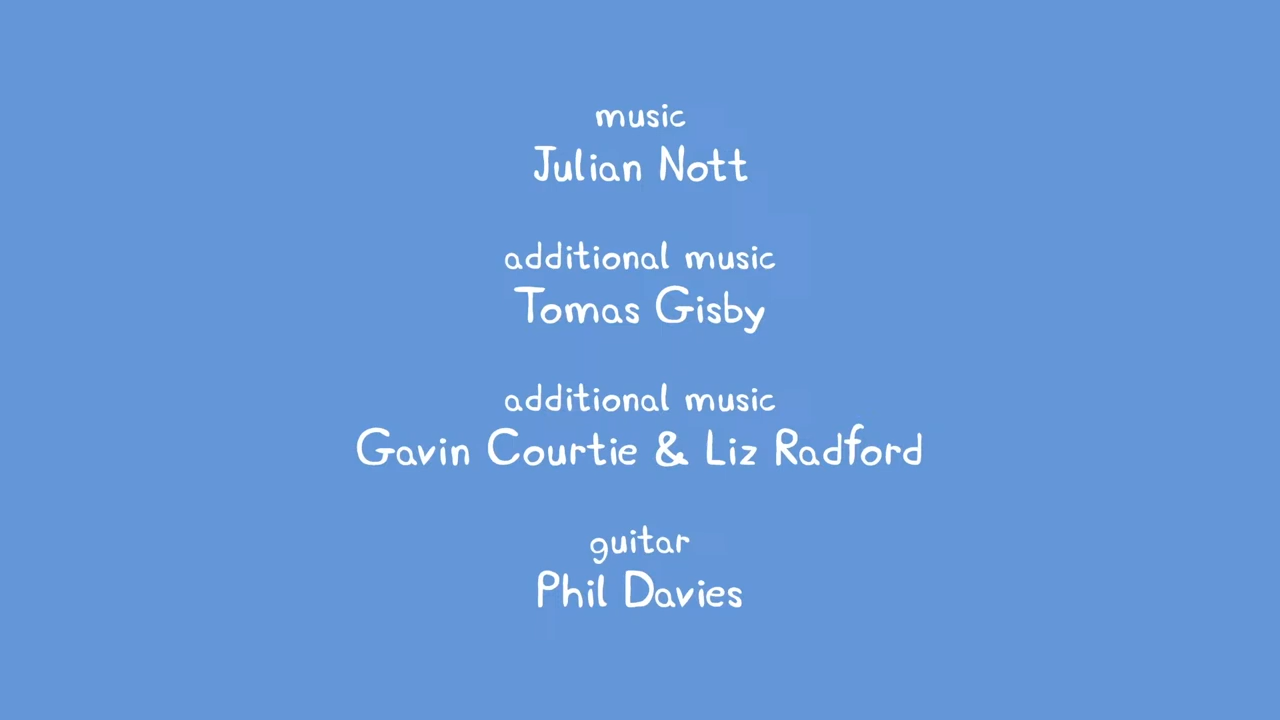 music
Julian Nott
additional music
Tomas Gisby
additional music
Gavin Courtie & Liz Radford
guitar
Phil Davies